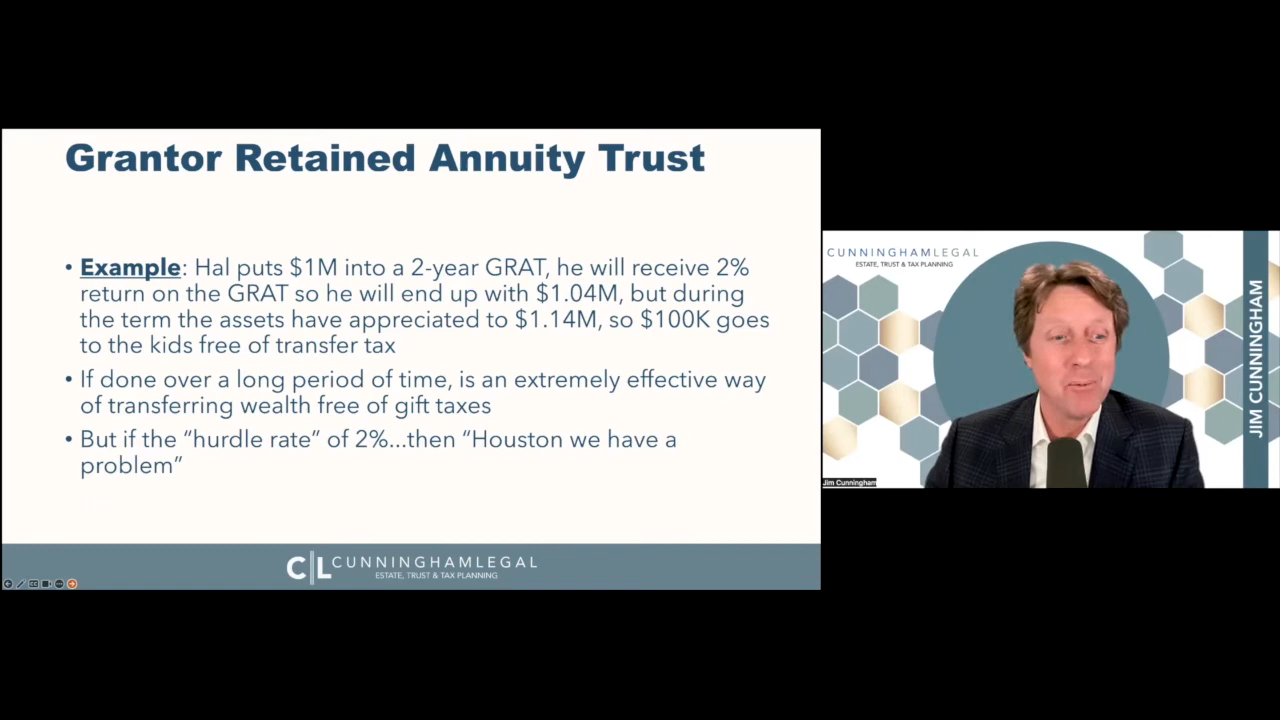 Grantor Retained Annuity Trust
• Example: Hal puts $1M into a 2-year GRAT, he will receive 2%
return on the GRAT so he will end up with $1.04M, but during
the term the assets have appreciated to $1.14M, so $100K goes
to the kids free of transfer tax
• If done over a long period of time, is an extremely effective way
of transferring wealth free of gift taxes
• But if the “hurdle rate” of 2%...then “Houston we have a
problem”
C|L CUNNINGHAMLEGAL
ESTATE, TRUST & TAX PLANNING
CUNNINGHAMLEGAL
ESTATE, TRUST & TAX PLANNING
JIM CUNNINGHAM
Jim Cunningham